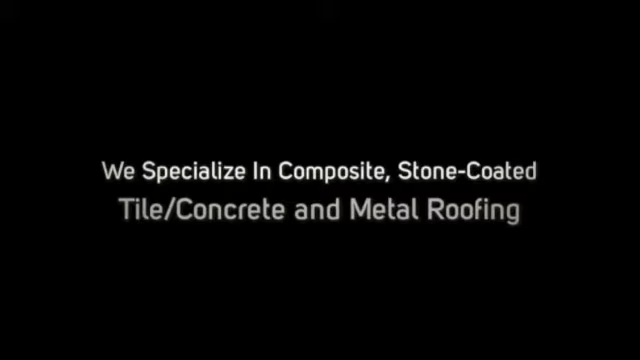 We Specialize In Composite, Stone-Coated
Tile/Concrete and Metal Roofing